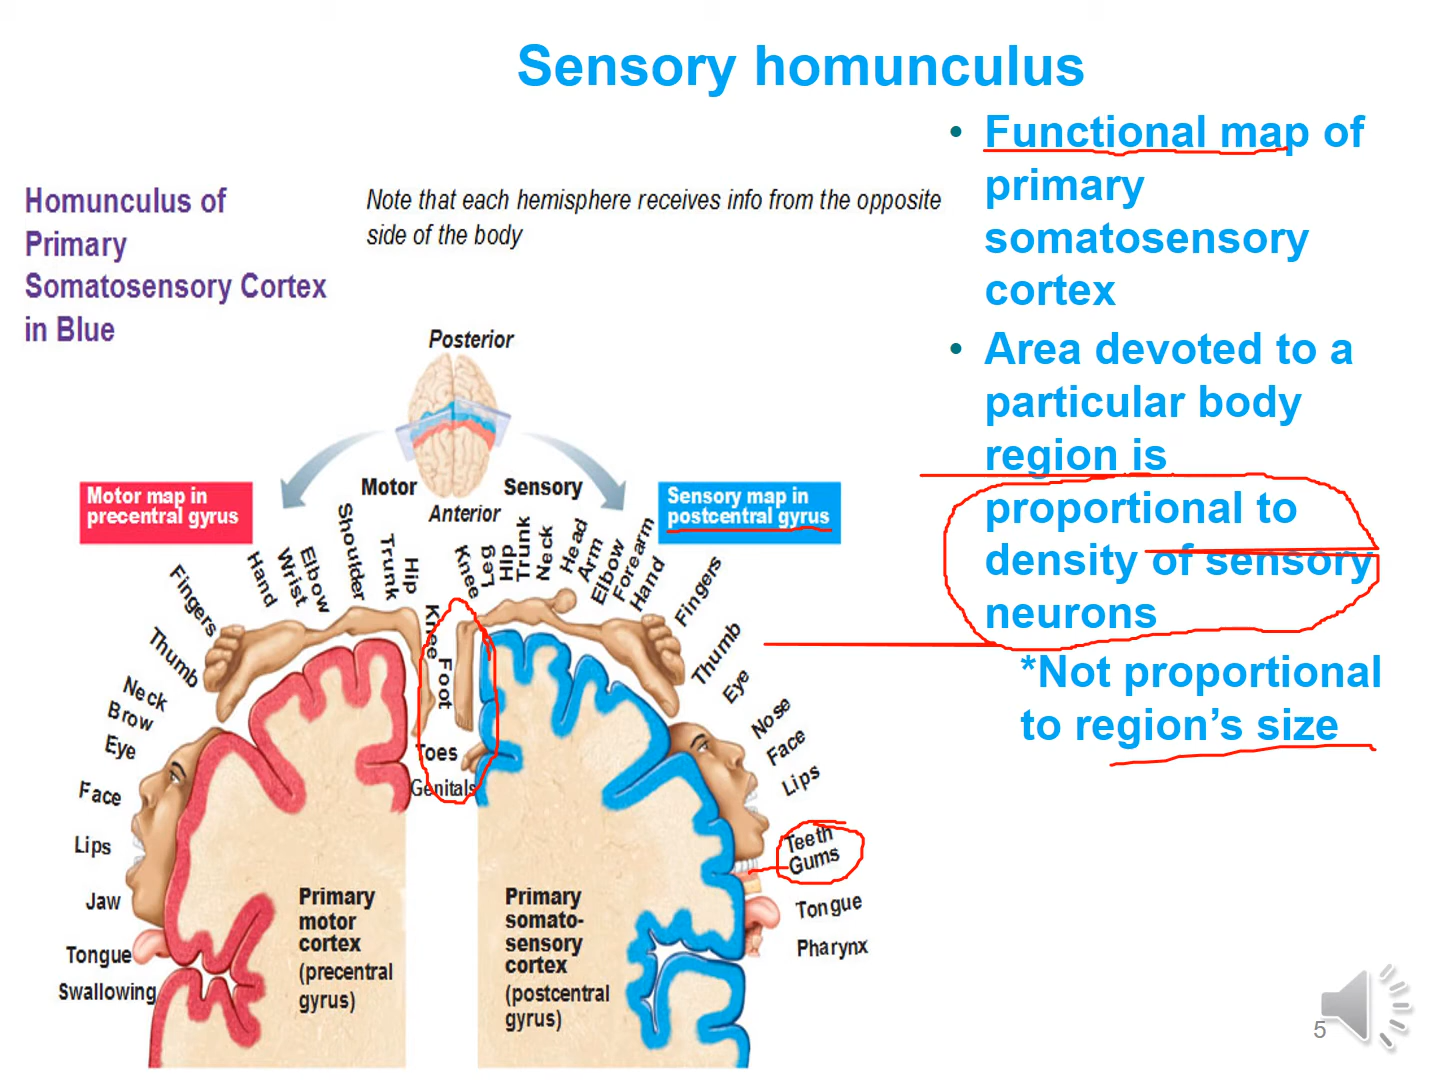 Sensory homunculus
• Functional map of
primary
somatosensory
cortex
• Area devoted to a
particular body
region is
proportional to
density of sensory
neurons
*Not proportional
to region’s size
Homunculus of
Primary
Somatosensory Cortex
in Blue
Note that each hemisphere receives info from the opposite
side of the body
Posterior
Motor
Sensory
Anterior
Motor map in
precentral gyrus
Sensory map in
postcentral gyrus
Shoulder
Trunk
Hip
Knee
Elbow
Wrist
Hand
Fingers
Thumb
Neck
Brow
Eye
Face
Lips
Jaw
Tongue
Swallowing
Knee
Leg
Hip
Trunk
Neck
Head
Arm
Elbow
Forearm
Hand
Fingers
Thumb
Eye
Nose
Face
Lips
Teeth
Gums
Tongue
Pharynx
Foot
Toes
Genitals
Primary
motor
cortex
(precentral
gyrus)
Primary
somato-
sensory
cortex
(postcentral
gyrus)
5